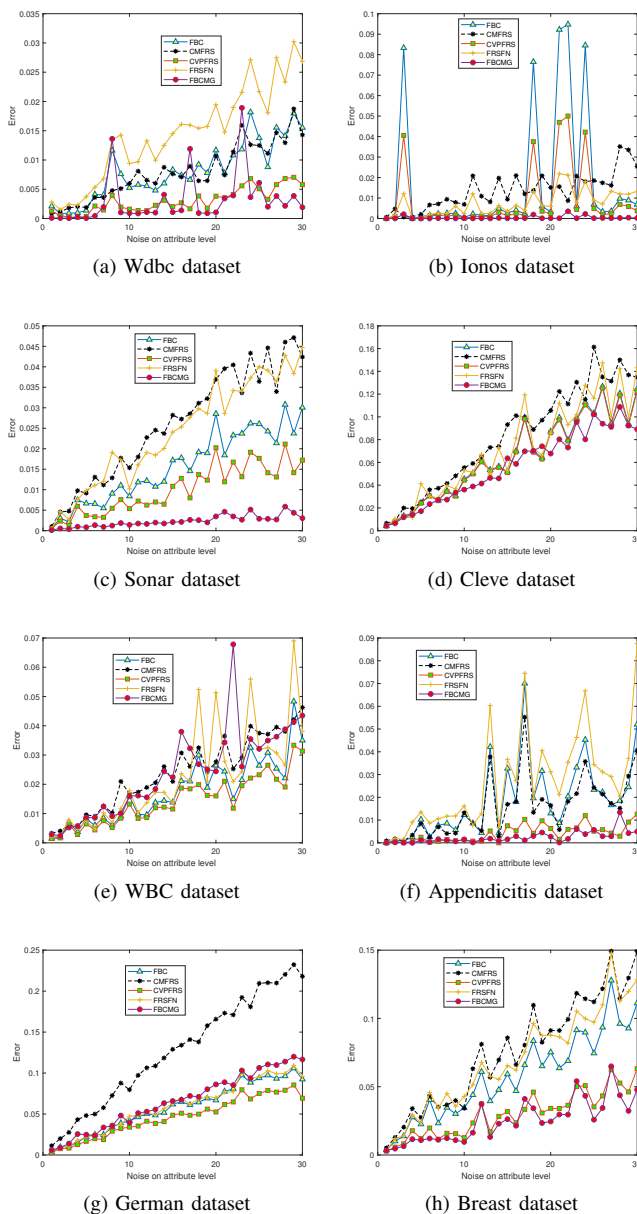 0.035
0.03
0.025
0.02
0.015
0.01
0.005
0
Error
FBC
CMFRS
CVPFRS
FRSFN
FBCMG
0 10 20 30
Noise on attribute level
(a) Wdbc dataset
0.1
0.09
0.08
0.07
0.06
0.05
0.04
0.03
0.02
0.01
0
Error
FBC
CMFRS
CVPFRS
FRSFN
FBCMG
0 10 20 30
Noise on attribute level
(b) Ionos dataset
0.05
0.045
0.04
0.035
0.03
0.025
0.02
0.015
0.01
0.005
0
Error
FBC
CMFRS
CVPFRS
FRSFN
FBCMG
0 10 20 30
Noise on attribute level
(c) Sonar dataset
0.18
0.16
0.14
0.12
0.1
0.08
0.06
0.04
0.02
0
Error
FBC
CMFRS
CVPFRS
FRSFN
FBCMG
0 10 20 30
Noise on attribute level
(d) Cleve dataset
0.07
0.06
0.05
0.04
0.03
0.02
0.01
0
Error
FBC
CMFRS
CVPFRS
FRSFN
FBCMG
0 10 20 30
Noise on attribute level
(e) WBC dataset
0.09
0.08
0.07
0.06
0.05
0.04
0.03
0.02
0.01
0
Error
FBC
CMFRS
CVPFRS
FRSFN
FBCMG
0 10 20 30
Noise on attribute level
(f) Appendicitis dataset
0.25
0.2
0.15
0.1
0.05
0
Error
FBC
CMFRS
CVPFRS
FRSFN
FBCMG
0 10 20 30
Noise on attribute level
(g) German dataset
0.15
0.1
0.05
0
Error
FBC
CMFRS
CVPFRS
FRSFN
FBCMG
0 10 20 30
Noise on attribute level
(h) Breast dataset